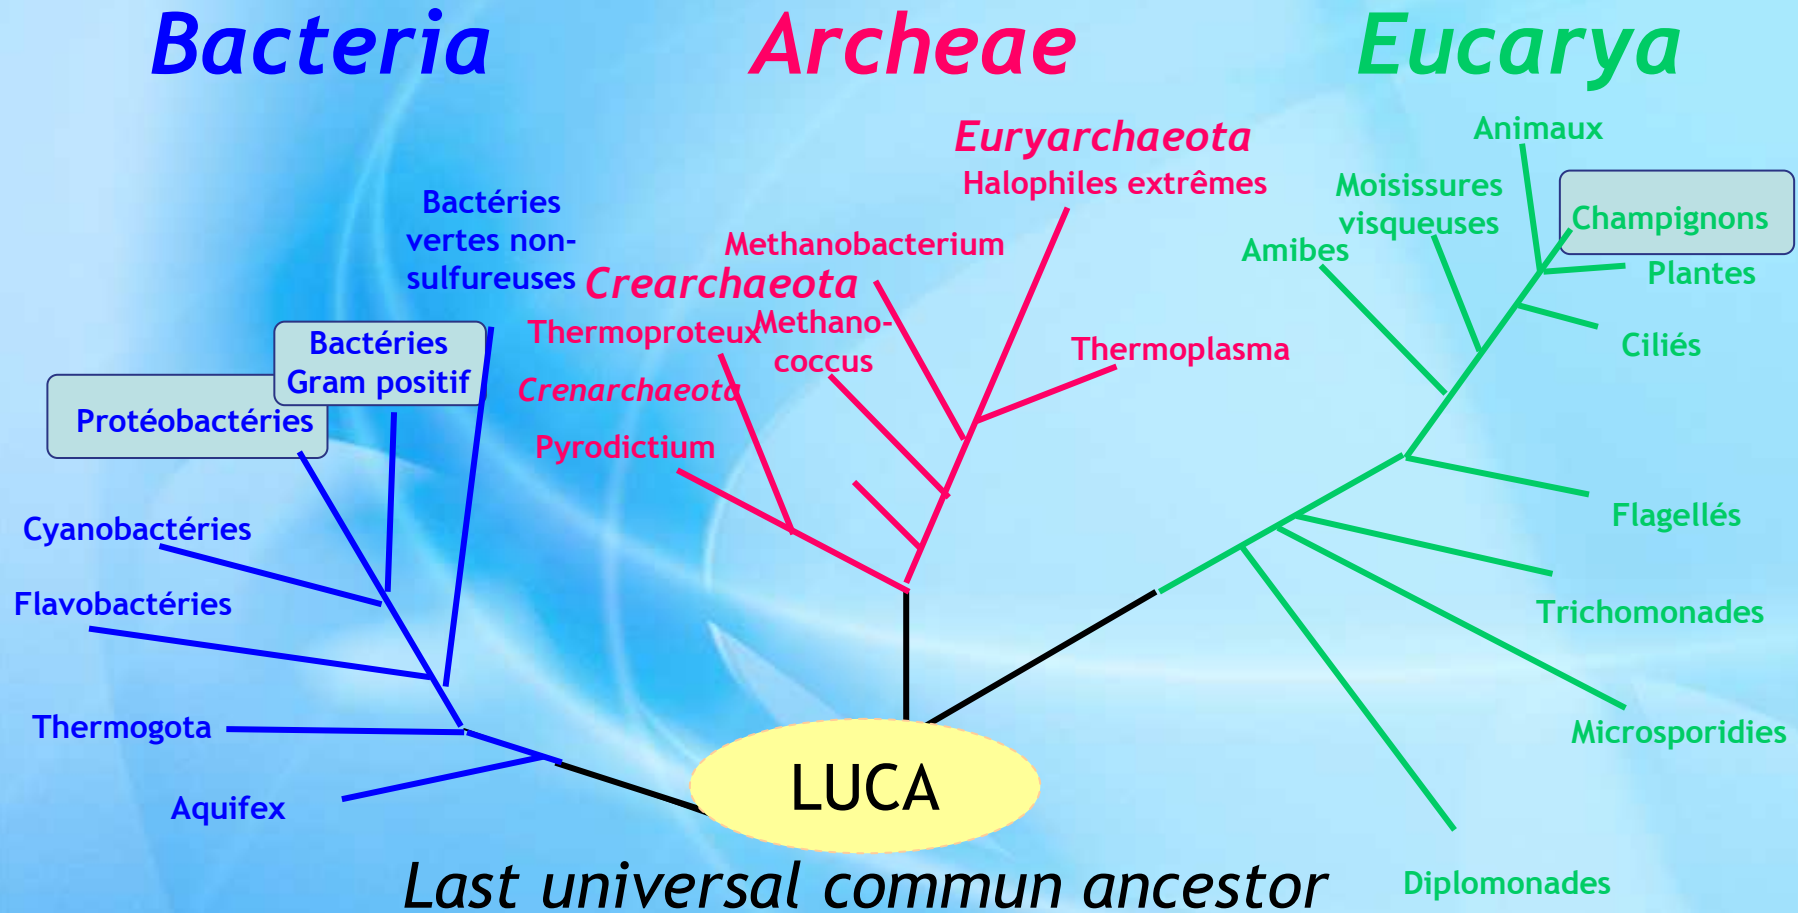 Bacteria
Archeae
Eucarya
Bactéries
vertes non-
sulfureuses
Bactéries
Gram positif
Protéobactéries
Cyanobactéries
Flavobactéries
Thermogota
Aquifex
Euryarchaeota
Halophiles extrêmes
Methanobacterium
Crearchaeota
Thermoproteux
Methano-
coccus
Thermoplasma
Crenarchaeota
Pyrodictium
Animaux
Moisissures
visqueuses
Champignons
Amibes
Plantes
Ciliés
Flagellés
Trichomonades
Microsporidies
Diplomonades
LUCA
Last universal commun ancestor